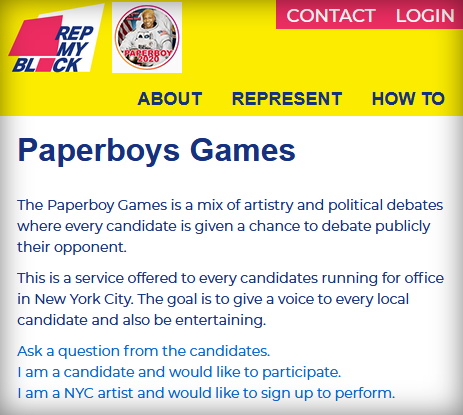 CONTACT LOGIN
REP
MY
BLOCK
PAPERBOY
2020
ABOUT REPRESENT HOW TO
Paperboys Games
The Paperboy Games is a mix of artistry and political debates
where every candidate is given a chance to debate publicly
their opponent.
This is a service offered to every candidates running for office
in New York City. The goal is to give a voice to every local
candidate and also be entertaining.
Ask a question from the candidates.
I am a candidate and would like to participate.
I am a NYC artist and would like to sign up to perform.